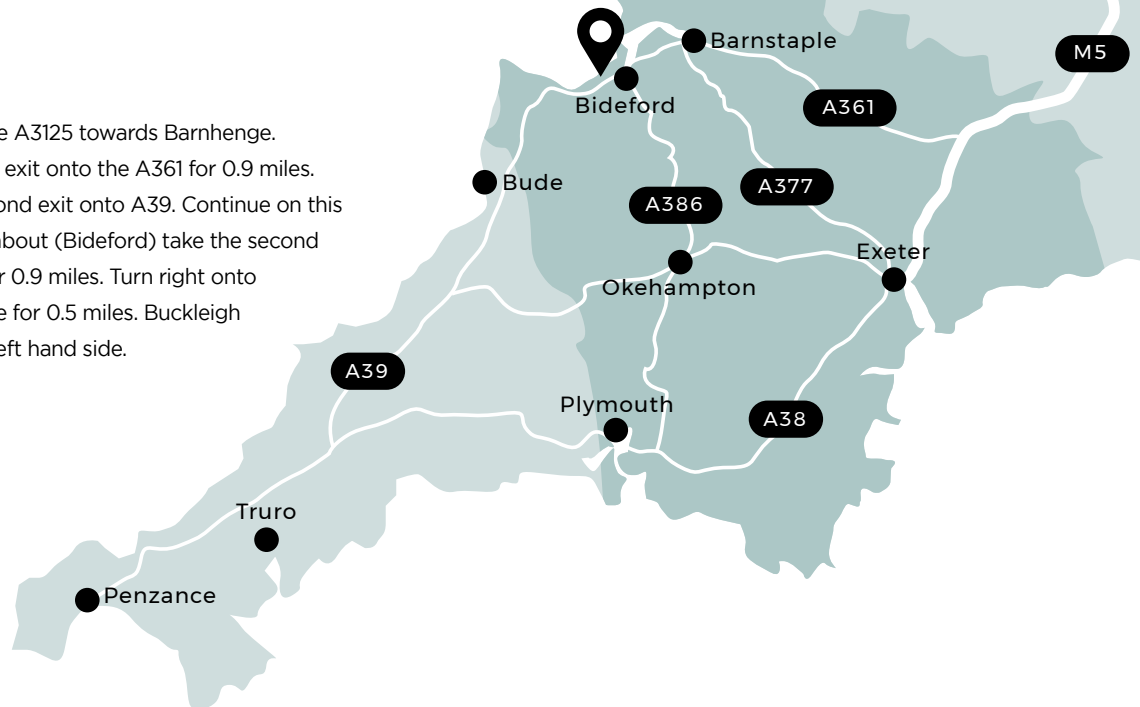 e A3125 towards Barnhenge.
exit onto the A361 for 0.9 miles.
ond exit onto A39. Continue on this
about (Bideford) take the second
r 0.9 miles. Turn right onto
e for 0.5 miles. Buckleigh
eft hand side.
Barnstaple
M5
Bideford
A361
Bude
A377
A386
Exeter
Okehampton
A39
Plymouth
A38
Truro
Penzance